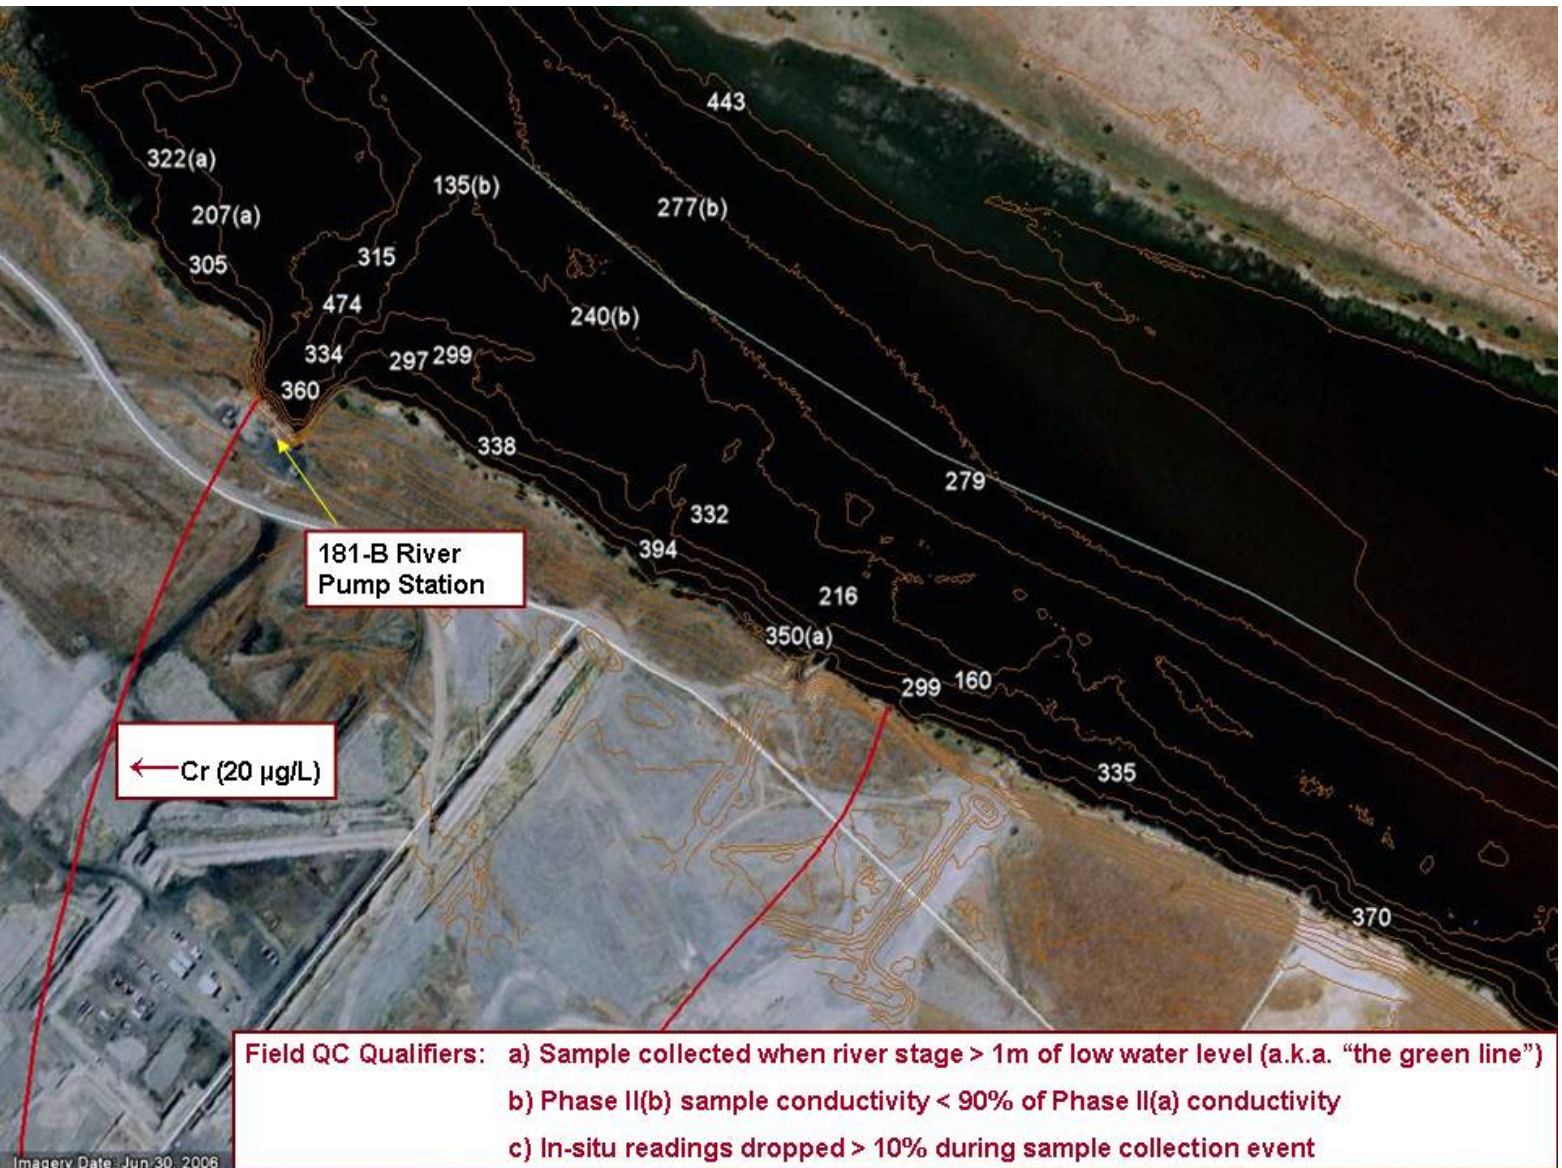 443
322(a)
135(b)
277(b)
207(a)
315
305
474
240(b)
334
297 299
360
338
279
332
394
181-B River
Pump Station
216
350(a)
299
160
Cr (20 µg/L)
335
370
Field QC Qualifiers: a) Sample collected when river stage > 1m of low water level (a.k.a. “the green line”)
b) Phase II(b) sample conductivity < 90% of Phase II(a) conductivity
c) In-situ readings dropped > 10% during sample collection event
Imagery Date: Jun 30, 2006